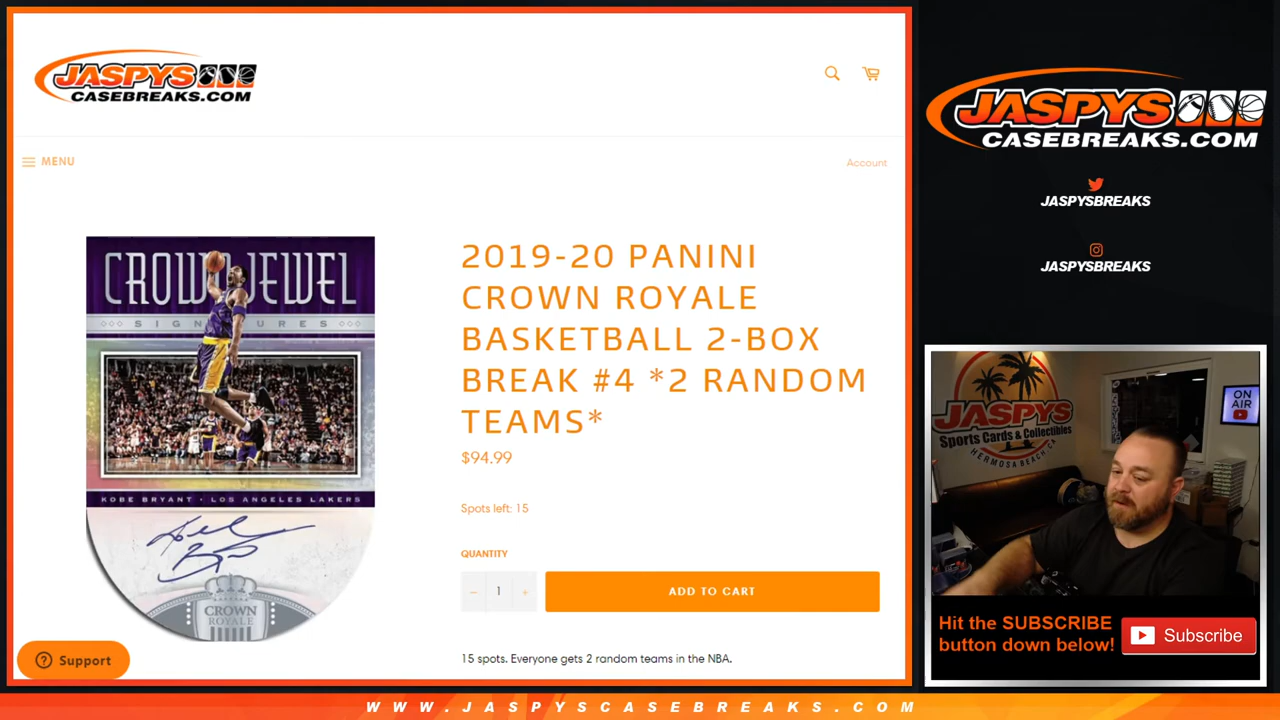 JASPYS
CASEBREAKS.COM
MENU
Account
CROWN JEWEL
SIGNATURES
KOBE BRYANT • LOS ANGELES LAKERS
CROWN
ROYALE
2019-20 PANINI
CROWN ROYALE
BASKETBALL 2-BOX
BREAK #4 *2 RANDOM
TEAMS*
$94.99
Spots left: 15
QUANTITY
− 1 +
ADD TO CART
15 spots. Everyone gets 2 random teams in the NBA.
Support
JASPYS
CASEBREAKS.COM
JASPYSBREAKS
JASPYSBREAKS
JASPYS
Sports Cards & Collectibles
HERMOSA BEACH, CA
ON
AIR
Hit the SUBSCRIBE
button down below!
Subscribe
WWW.JASPYSCASEBREAKS.COM